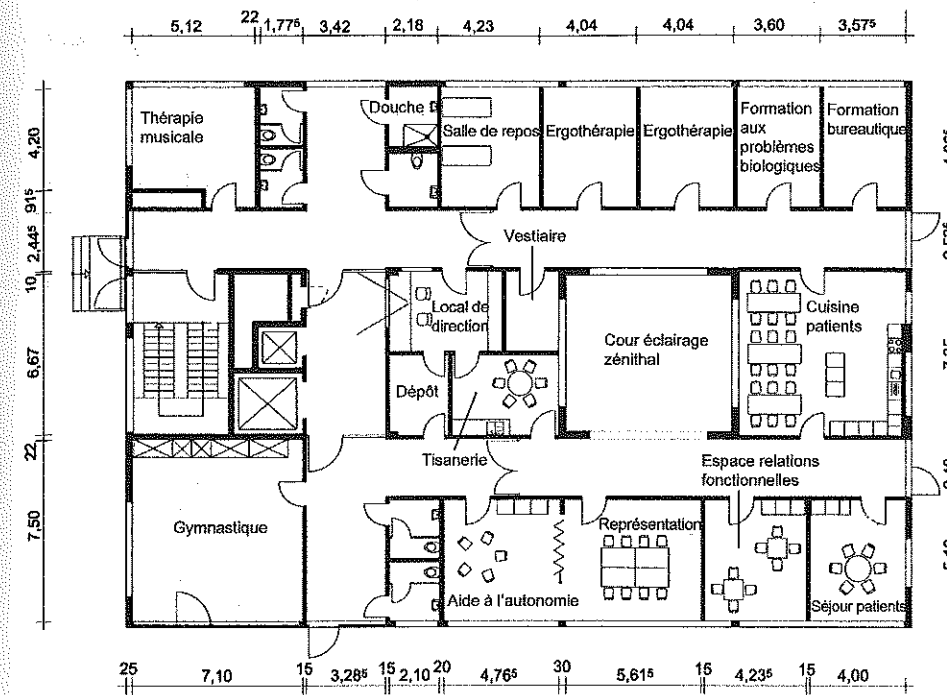 5,12 22 1,77⁵ 3,42 2,18 4,23 4,04 4,04 3,60 3,57⁵
4,20
91⁵
2,44⁵
10
6,67
22
7,50
Thérapie
musicale
Douche
Salle de repos
Ergothérapie
Ergothérapie
Formation
aux
problèmes
biologiques
Formation
bureautique
Vestiaire
Local de
direction
Cour éclairage
zénithal
Cuisine
patients
Dépôt
Tisanerie
Espace relations
fonctionnelles
Gymnastique
Représentation
Aide à l'autonomie
Séjour patients
25 7,10 15 3,28⁵ 15 2,10 20 4,76⁵ 30 5,61⁵ 15 4,23⁵ 15 4,00